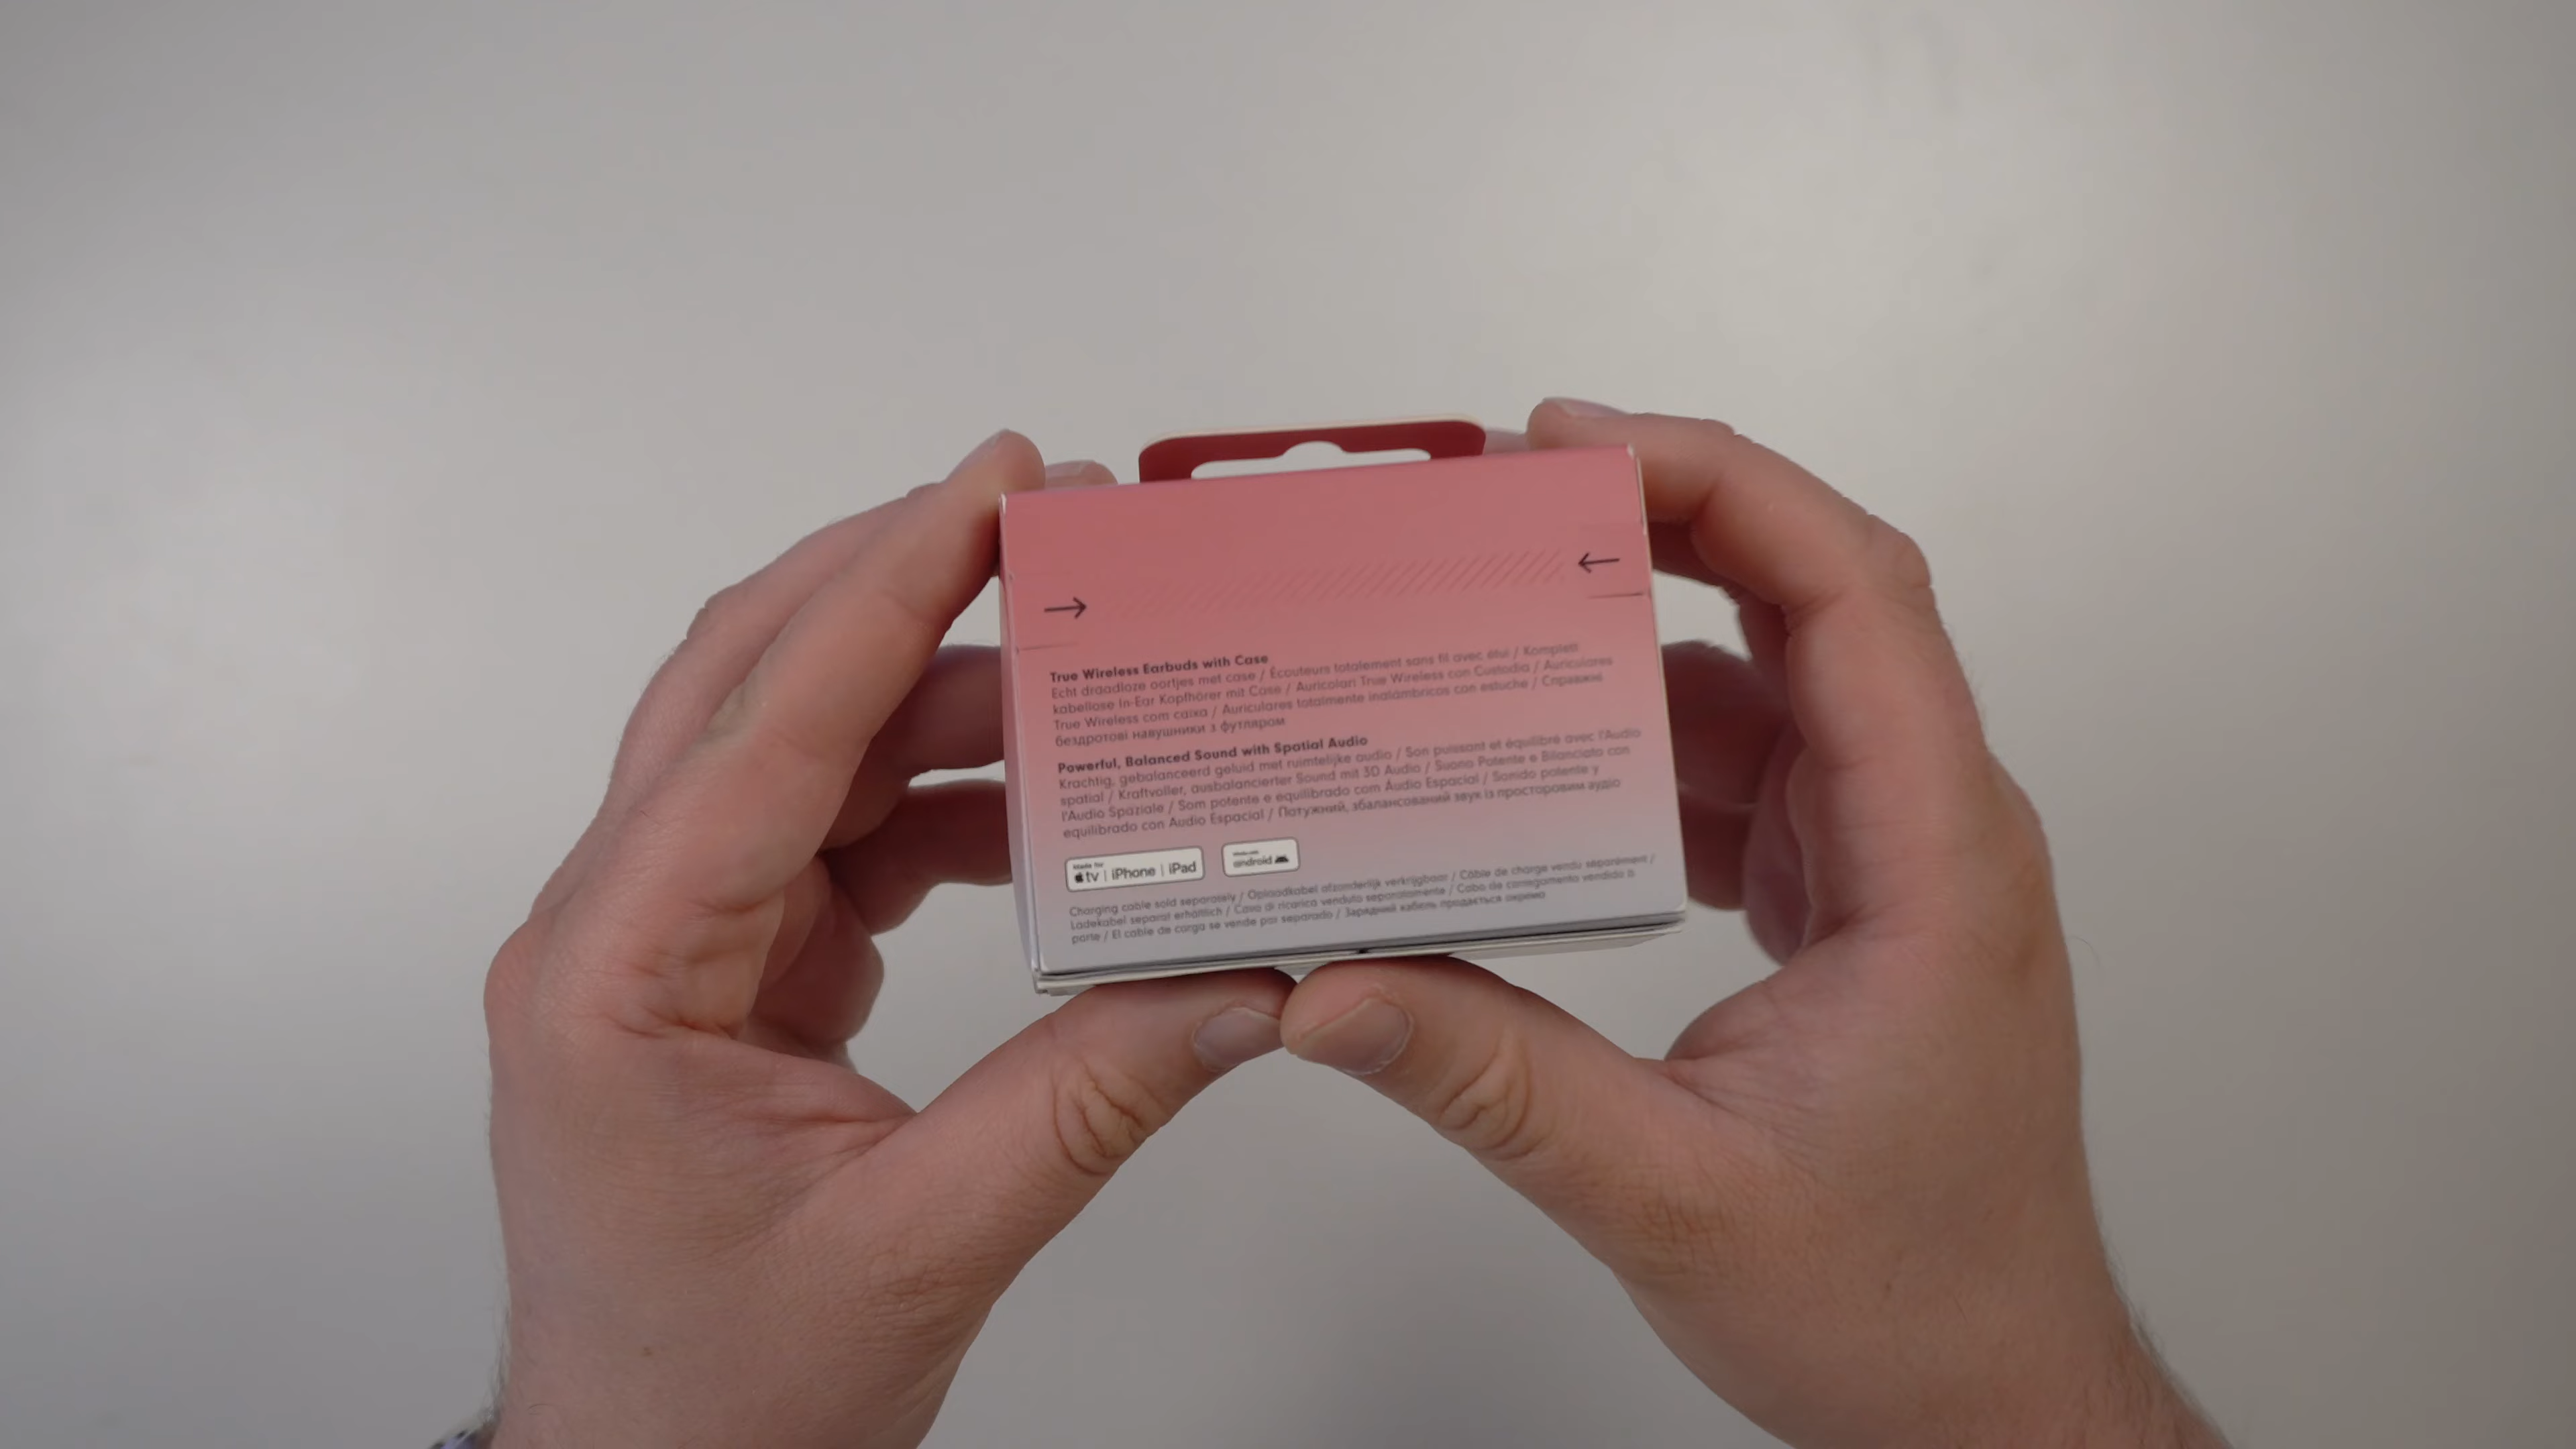 →
←
True Wireless Earbuds with Case
Echt draadloze oortjes met case / Écouteurs totalement sans fil avec étui / Komplett
kabellose In-Ear Kopfhörer mit Case / Auricolari True Wireless con Custodia / Auriculares
True Wireless com caixa / Auriculares totalmente inalámbricos con estuche / Справжні
бездротові навушники з футляром
Powerful, Balanced Sound with Spatial Audio
Krachtig, gebalanceerd geluid met ruimtelijke audio / Son puissant et équilibré avec l'Audio
spatial / Kraftvoller, ausbalancierter Sound mit 3D Audio / Suono Potente e Bilanciato con
l'Audio Spaziale / Som potente e equilibrado com Áudio Espacial / Sonido potente y
equilibrado con Audio Espacial / Потужний, збалансований звук із просторовим аудіо
Made for
tv | iPhone | iPad
Works with
android
Charging cable sold separately / Oplaadkabel afzonderlijk verkrijgbaar / Câble de charge vendu séparément /
Ladekabel separat erhältlich / Cavo di ricarica venduto separatamente / Cabo de carregamento vendido à
parte / El cable de carga se vende por separado / Зарядний кабель продається окремо